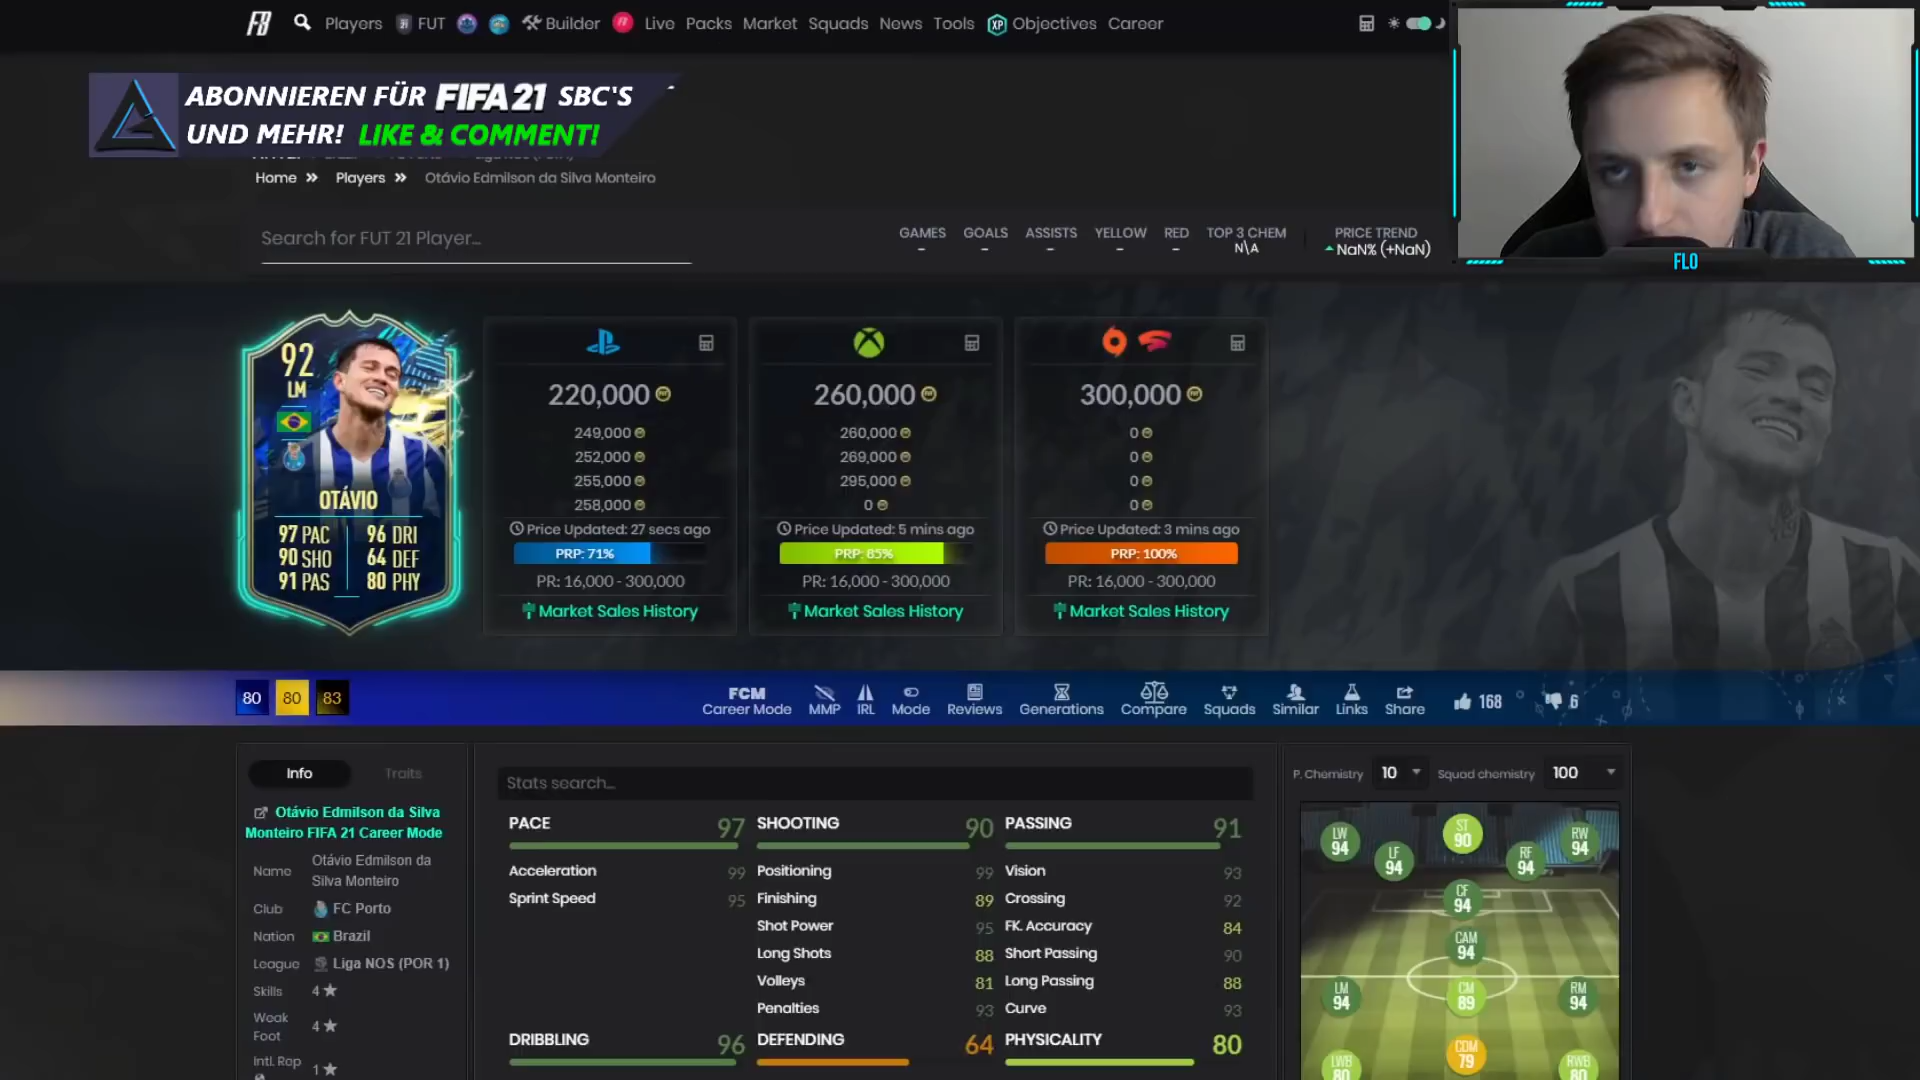 Players FUT Builder Live Packs Market Squads News Tools XP Objectives Career
ABONNIEREN FÜR FIFA 21 SBC'S
UND MEHR! LIKE & COMMENT!
Home » Players » Otávio Edmilson da Silva Monteiro
Search for FUT 21 Player...
GAMES GOALS ASSISTS YELLOW RED TOP 3 CHEM PRICE TREND
- - - - - N\A NaN% (+NaN)
FLO
92
LM
OTÁVIO
97 PAC 96 DRI
90 SHO 64 DEF
91 PAS 80 PHY
220,000
249,000
252,000
255,000
258,000
Price Updated: 27 secs ago
PRP: 71%
PR: 16,000 - 300,000
Market Sales History
260,000
260,000
269,000
295,000
0
Price Updated: 5 mins ago
PRP: 85%
PR: 16,000 - 300,000
Market Sales History
300,000
0
0
0
0
Price Updated: 3 mins ago
PRP: 100%
PR: 16,000 - 300,000
Market Sales History
80 80 83
FCM
Career Mode MMP IRL Mode Reviews Generations Compare Squads Similar Links Share 168 6
Info Traits
Otávio Edmilson da Silva
Monteiro FIFA 21 Career Mode
Name Otávio Edmilson da
Silva Monteiro
Club FC Porto
Nation Brazil
League Liga NOS (POR 1)
Skills 4
Weak
Foot 4
Intl. Rep 1
Stats search...
PACE 97
Acceleration 99
Sprint Speed 95
SHOOTING 90
Positioning 99
Finishing 89
Shot Power 95
Long Shots 88
Volleys 81
Penalties 93
PASSING 91
Vision 93
Crossing 92
FK. Accuracy 84
Short Passing 90
Long Passing 88
Curve 93
DRIBBLING 96
DEFENDING 64
PHYSICALITY 80
P. Chemistry 10 Squad chemistry 100
LW 94
LF 94
ST 90
RF 94
RW 94
CF 94
CAM 94
LM 94
CM 89
RM 94
LWB 80
CDM 79
RWB 80